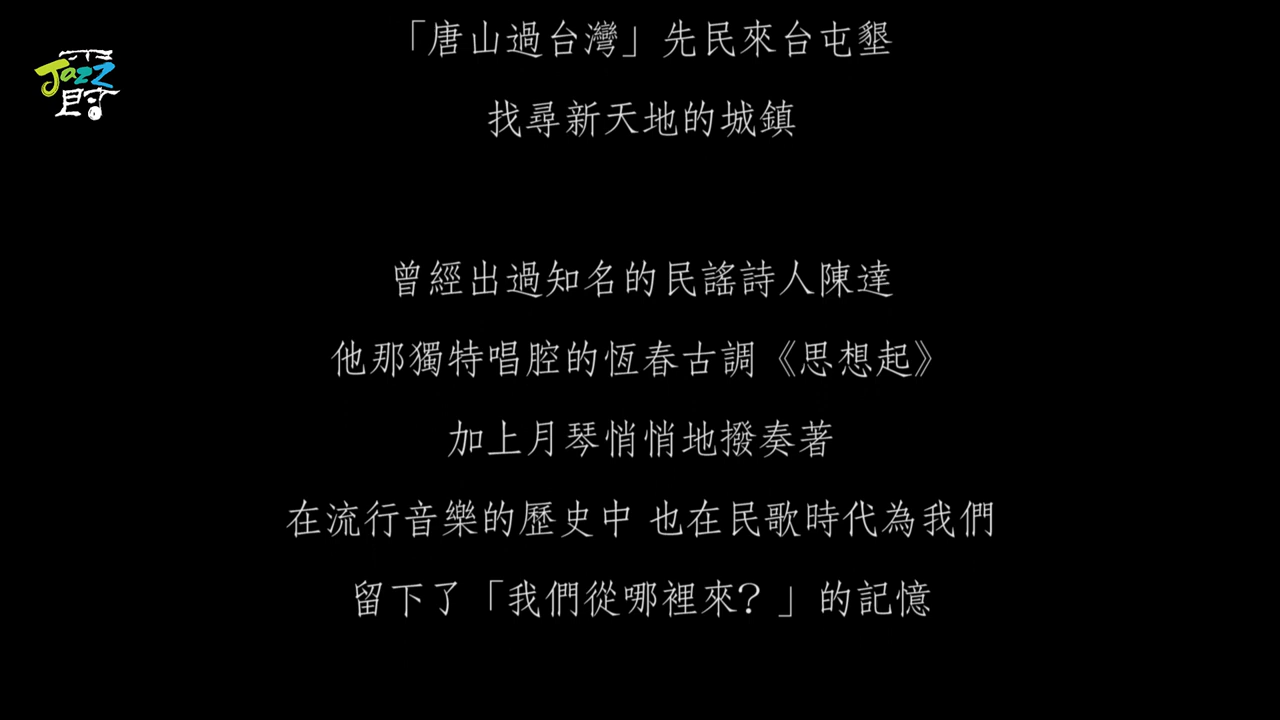 Jazz
「唐山過台灣」先民來台屯墾
找尋新天地的城鎮
曾經出過知名的民謠詩人陳達
他那獨特唱腔的恆春古調《思想起》
加上月琴悄悄地撥奏著
在流行音樂的歷史中 也在民歌時代為我們
留下了「我們從哪裡來？」的記憶